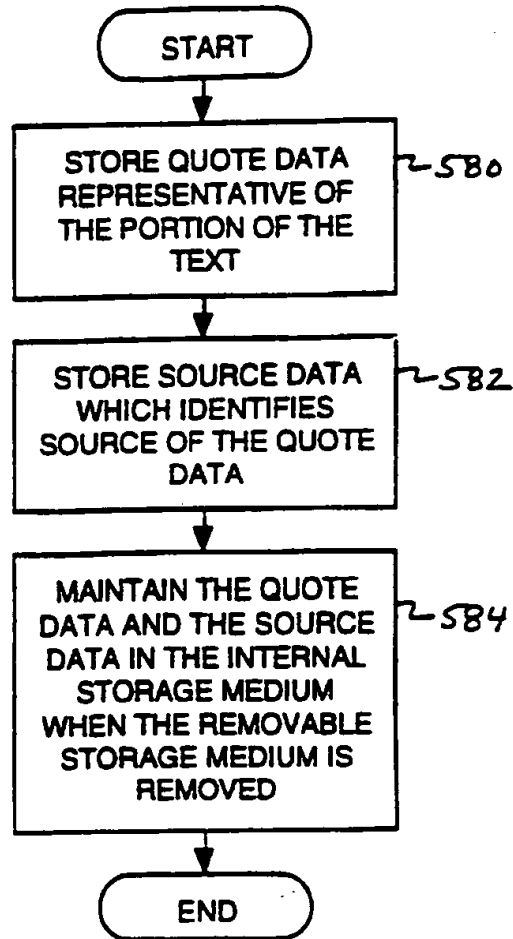 START
STORE QUOTE DATA
REPRESENTATIVE OF
THE PORTION OF THE
TEXT
580
STORE SOURCE DATA
WHICH IDENTIFIES
SOURCE OF THE QUOTE
DATA
582
MAINTAIN THE QUOTE
DATA AND THE SOURCE
DATA IN THE INTERNAL
STORAGE MEDIUM
WHEN THE REMOVABLE
STORAGE MEDIUM IS
REMOVED
584
END